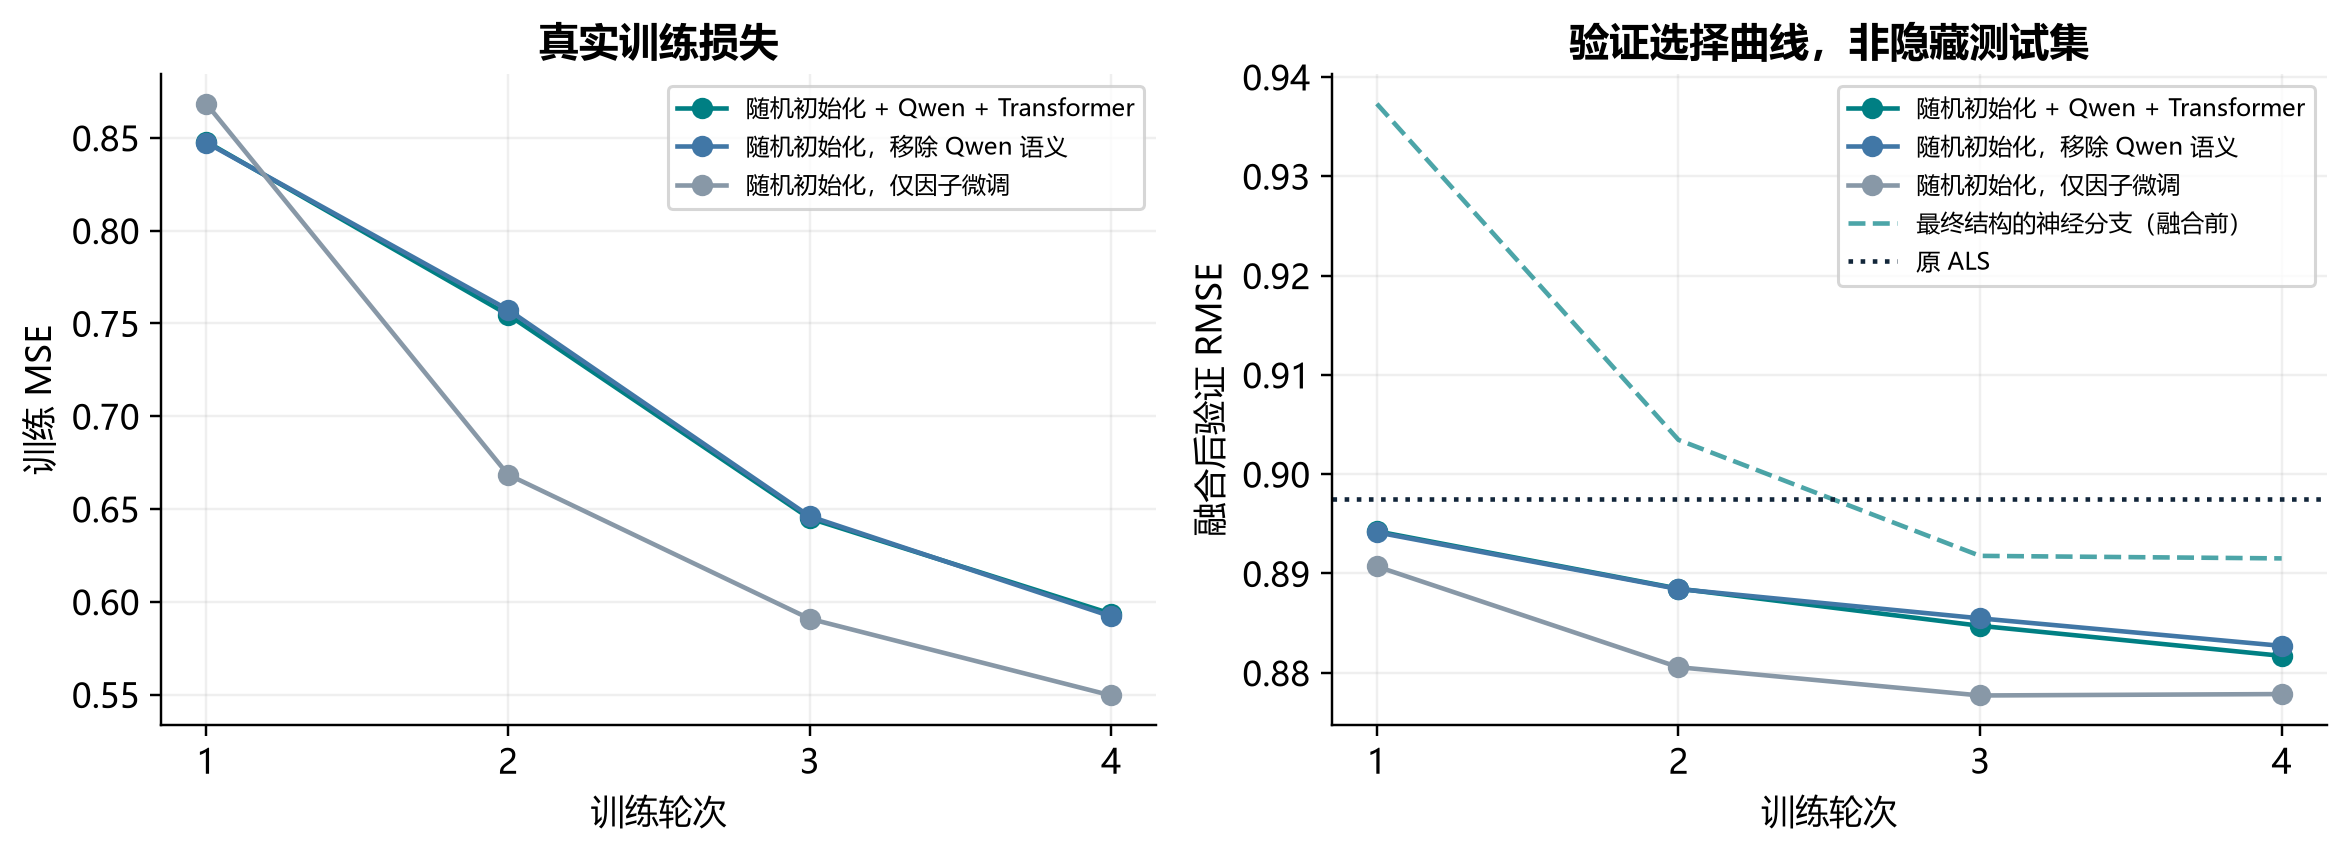 真实训练损失
训练 MSE
0.85
0.80
0.75
0.70
0.65
0.60
0.55
随机初始化 + Qwen + Transformer
随机初始化，移除 Qwen 语义
随机初始化，仅因子微调
1 2 3 4
训练轮次
验证选择曲线，非隐藏测试集
融合后验证 RMSE
0.94
0.93
0.92
0.91
0.90
0.89
0.88
随机初始化 + Qwen + Transformer
随机初始化，移除 Qwen 语义
随机初始化，仅因子微调
最终结构的神经分支（融合前）
原 ALS
1 2 3 4
训练轮次